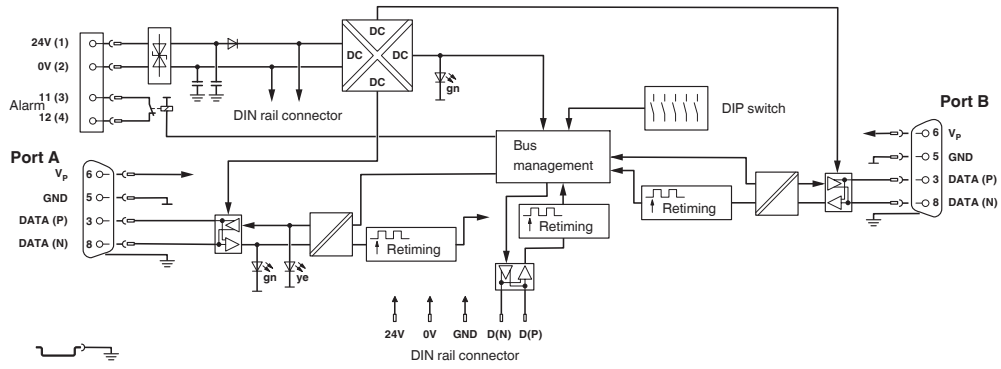 24V (1)
0V (2)
11 (3)
Alarm
12 (4)
DC
DC
DC
DC
gn
DIN rail connector
DIP switch
Port B
6
V_P
5
GND
3
DATA (P)
8
DATA (N)
Bus
management
Port A
V_P
6
GND
5
DATA (P)
3
DATA (N)
8
gn
ye
Retiming
Retiming
Retiming
24V
0V
GND
D(N)
D(P)
DIN rail connector